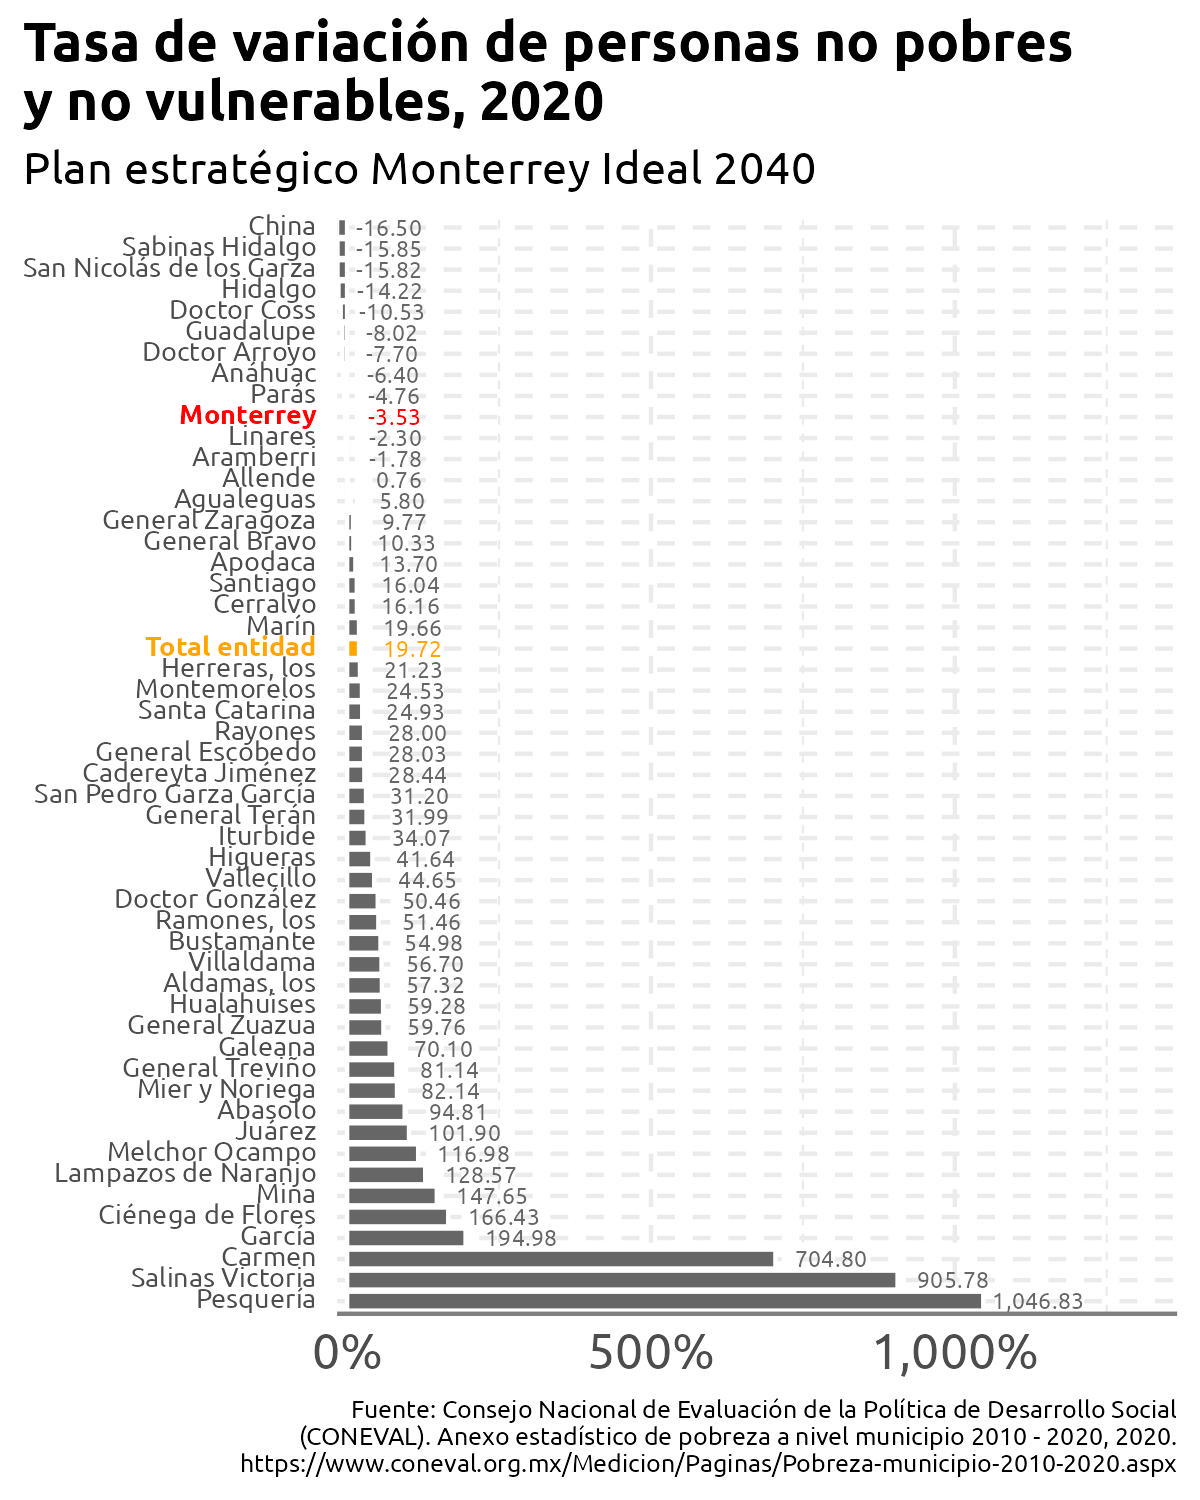 Tasa de variación de personas no pobres
y no vulnerables, 2020
Plan estratégico Monterrey Ideal 2040
China -16.50
Sabinas Hidalgo -15.85
San Nicolás de los Garza -15.82
Hidalgo -14.22
Doctor Coss -10.53
Guadalupe -8.02
Doctor Arroyo -7.70
Anáhuac -6.40
Parás -4.76
Monterrey -3.53
Linares -2.30
Aramberri -1.78
Allende 0.76
Agualeguas 5.80
General Zaragoza 9.77
General Bravo 10.33
Apodaca 13.70
Santiago 16.04
Cerralvo 16.16
Marín 19.66
Total entidad 19.72
Herreras, los 21.23
Montemorelos 24.53
Santa Catarina 24.93
Rayones 28.00
General Escobedo 28.03
Cadereyta Jiménez 28.44
San Pedro Garza García 31.20
General Terán 31.99
Iturbide 34.07
Higueras 41.64
Vallecillo 44.65
Doctor González 50.46
Ramones, los 51.46
Bustamante 54.98
Villaldama 56.70
Aldamas, los 57.32
Hualahuises 59.28
General Zuazua 59.76
Galeana 70.10
General Treviño 81.14
Mier y Noriega 82.14
Abasolo 94.81
Juárez 101.90
Melchor Ocampo 116.98
Lampazos de Naranjo 128.57
Mina 147.65
Ciénega de Flores 166.43
García 194.98
Carmen 704.80
Salinas Victoria 905.78
Pesquería 1,046.83
0% 500% 1,000%
Fuente: Consejo Nacional de Evaluación de la Política de Desarrollo Social
(CONEVAL). Anexo estadístico de pobreza a nivel municipio 2010 - 2020, 2020.
https://www.coneval.org.mx/Medicion/Paginas/Pobreza-municipio-2010-2020.aspx